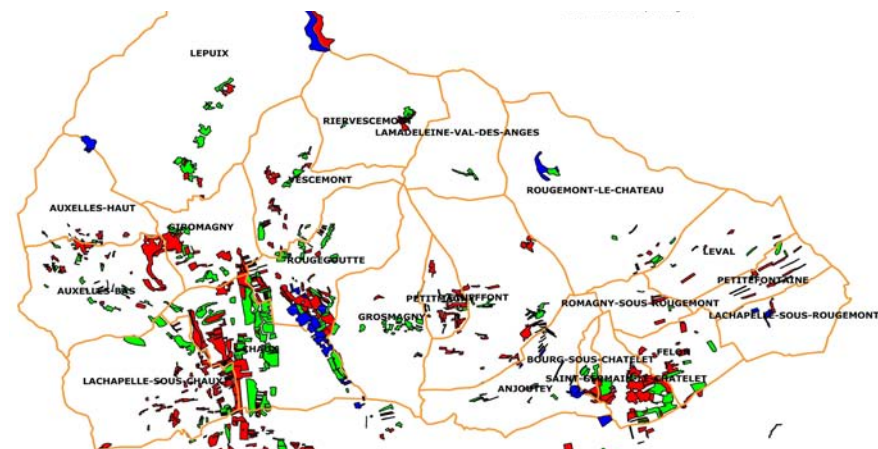 LEPUIX
RIERVESCEMONT
LAMADELEINE-VAL-DES-ANGES
VESCEMONT
ROUGEMONT-LE-CHATEAU
AUXELLES-HAUT
GIROMAGNY
LEVAL
ROUGEGOUTTE
PETITEFONTAINE
AUXELLES-BAS
ROMAGNY-SOUS-ROUGEMONT
GROSMAGNY
LACHAPELLE-SOUS-ROUGEMONT
CHAUX
FELON
BOURG-SOUS-CHATELET
LACHAPELLE-SOUS-CHAUX
ANJOUTEY